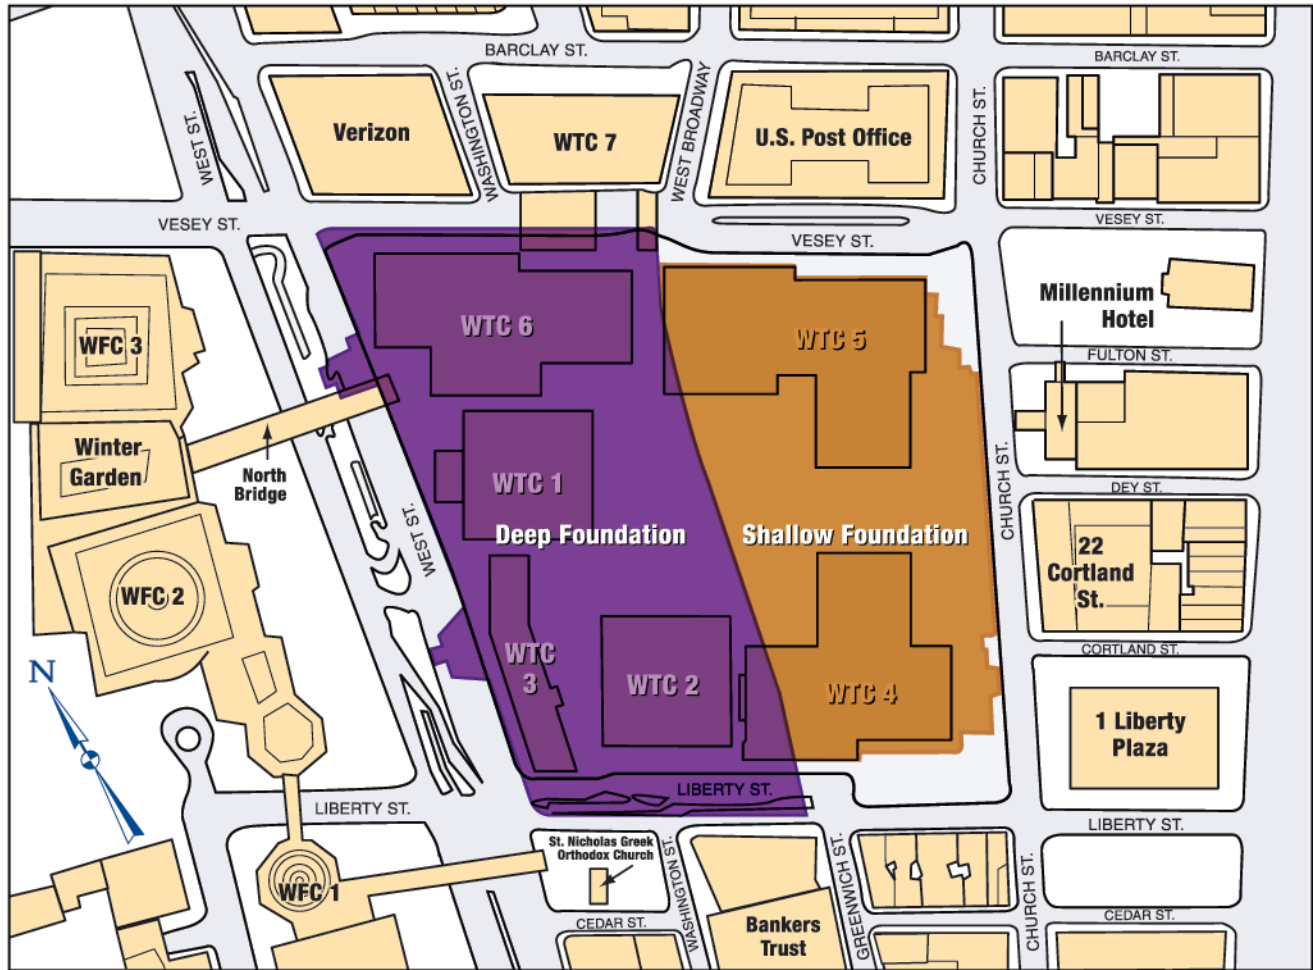 BARCLAY ST.
BARCLAY ST.
WEST ST.
Verizon
WASHINGTON ST.
WTC 7
WEST BROADWAY
U.S. Post Office
CHURCH ST.
VESEY ST.
VESEY ST.
VESEY ST.
WFC 3
WTC 6
WTC 5
Millennium
Hotel
FULTON ST.
Winter
Garden
North
Bridge
WTC 1
DEY ST.
WEST ST.
Deep Foundation
Shallow Foundation
CHURCH ST.
22
Cortland
St.
WFC 2
WTC
3
WTC 2
WTC 4
CORTLAND ST.
N
1 Liberty
Plaza
LIBERTY ST.
LIBERTY ST.
LIBERTY ST.
St. Nicholas Greek
Orthodox Church
WFC 1
WASHINGTON ST.
GREENWICH ST.
CHURCH ST.
CEDAR ST.
CEDAR ST.
Bankers
Trust